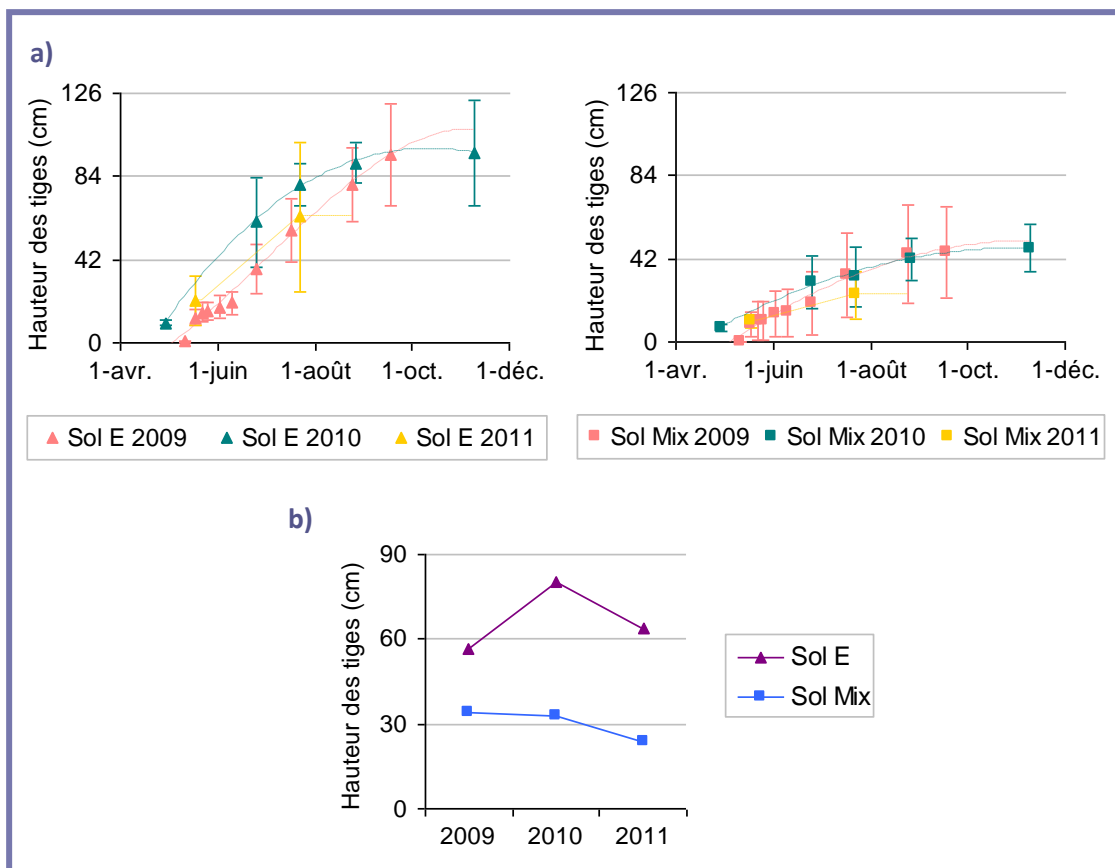 a)
Hauteur des tiges (cm)
126
84
42
0
1-avr. 1-juin 1-août 1-oct. 1-déc.
Sol E 2009 Sol E 2010 Sol E 2011
Hauteur des tiges (cm)
126
84
42
0
1-avr. 1-juin 1-août 1-oct. 1-déc.
Sol Mix 2009 Sol Mix 2010 Sol Mix 2011
b)
Hauteur des tiges (cm)
90
60
30
0
2009 2010 2011
Sol E
Sol Mix